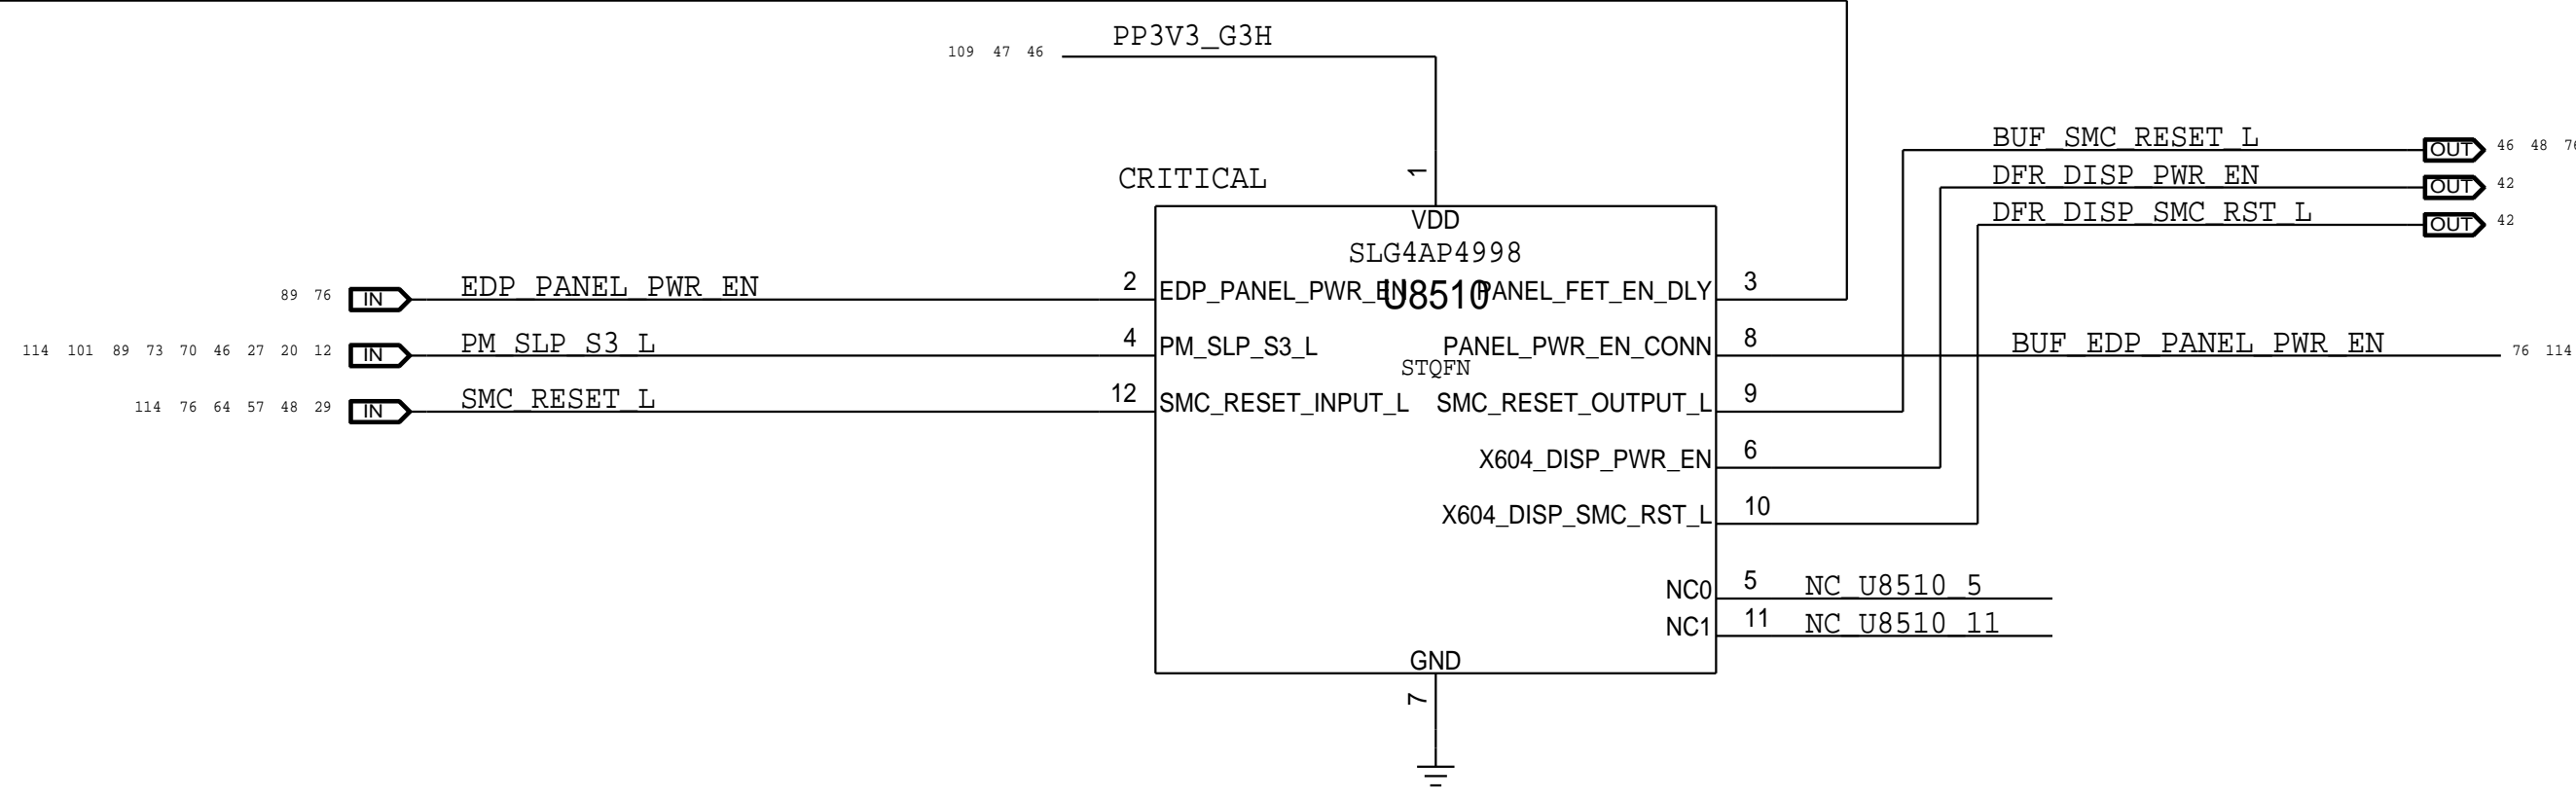 PP3V3_G3H
109 47 46
BUF_SMC_RESET_L
OUT
46 48
DFR_DISP_PWR_EN
OUT
42
DFR_DISP_SMC_RST_L
OUT
42
CRITICAL
1
VDD
SLG4AP4998
U8510
STQFN
89 76
IN
EDP_PANEL_PWR_EN
2
EDP_PANEL_PWR_EN
PANEL_FET_EN_DLY
3
114 101 89 73 70 46 27 20 12
IN
PM_SLP_S3_L
4
PM_SLP_S3_L
PANEL_PWR_EN_CONN
8
BUF_EDP_PANEL_PWR_EN
76 114
114 76 64 57 48 29
IN
SMC_RESET_L
12
SMC_RESET_INPUT_L
SMC_RESET_OUTPUT_L
9
X604_DISP_PWR_EN
6
X604_DISP_SMC_RST_L
10
NC0
5
NC_U8510_5
NC1
11
NC_U8510_11
GND
7